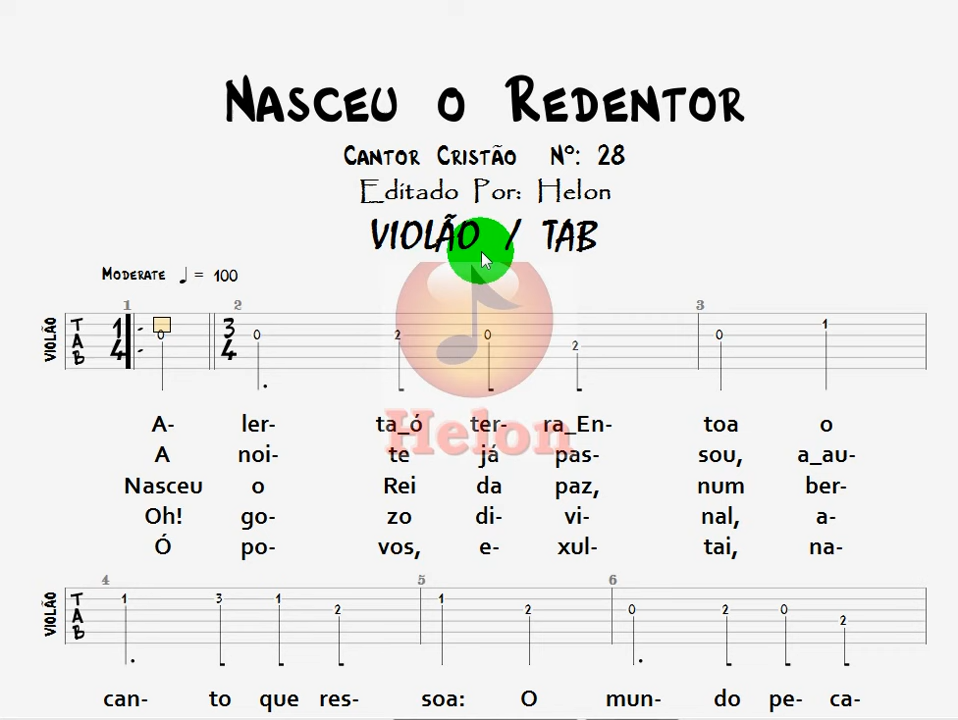 NASCEU O REDENTOR
CANTOR CRISTÃO Nº: 28
Editado Por: Helon
VIOLÃO / TAB
MODERATE ♩ = 100
1 2 3
VIOLÃO TAB 1/4 0 3/4 0 2 0 2 0 1
Helon
A- ler- ta_ó ter- ra_En- toa o
A noi- te já pas- sou, a_au-
Nasceu o Rei da paz, num ber-
Oh! go- zo di- vi- nal, a-
Ó po- vos, e- xul- tai, na-
4 5 6
VIOLÃO TAB 1 3 1 2 1 2 0 2 0 2
can- to que res- soa: O mun- do pe- ca-